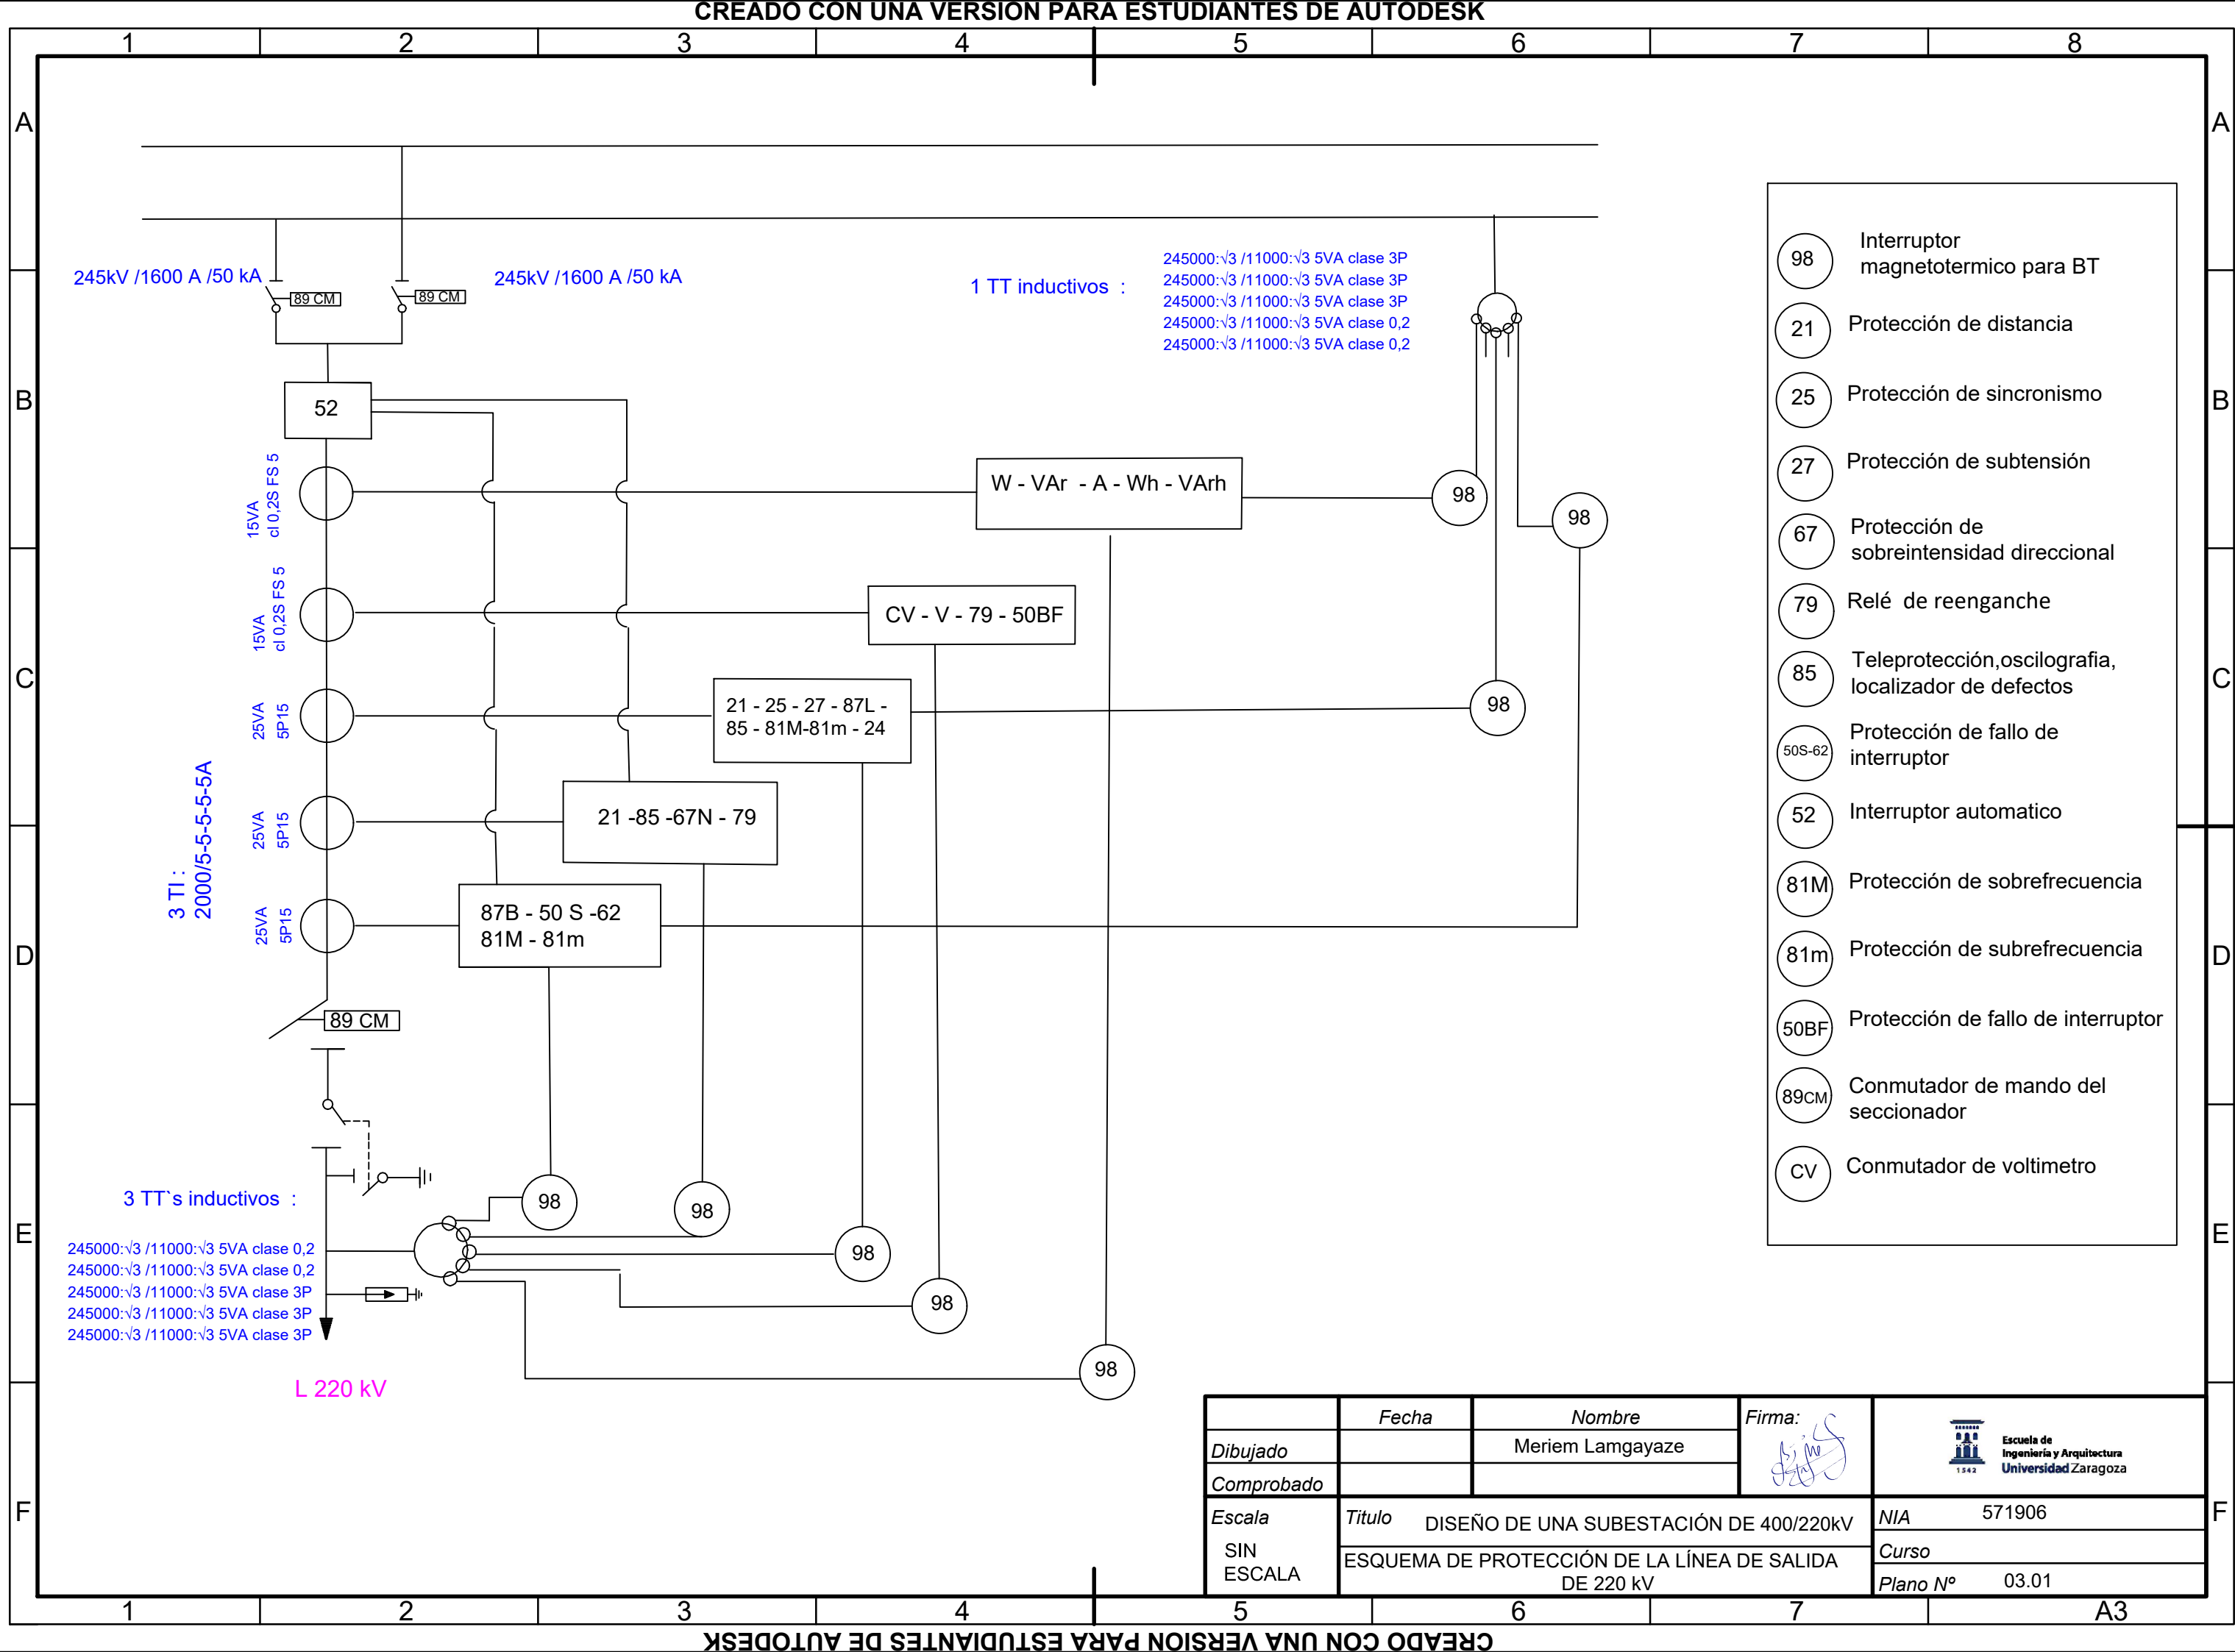 CREADO CON UNA VERSIÓN PARA ESTUDIANTES DE AUTODESK
1 2 3 4 5 6 7 8
A A
B B
C C
D D
E E
F F
245kV /1600 A /50 kA
89 CM
89 CM
245kV /1600 A /50 kA
1 TT inductivos :
245000:√3 /11000:√3 5VA clase 3P
245000:√3 /11000:√3 5VA clase 3P
245000:√3 /11000:√3 5VA clase 3P
245000:√3 /11000:√3 5VA clase 0,2
245000:√3 /11000:√3 5VA clase 0,2
52
15VA
cl 0,2S FS 5
W - VAr - A - Wh - VArh
98
98
15VA
cl 0,2S FS 5
CV - V - 79 - 50BF
25VA
5P15
21 - 25 - 27 - 87L -
85 - 81M-81m - 24
98
3 TI :
2000/5-5-5-5-5A
25VA
5P15
21 -85 -67N - 79
25VA
5P15
87B - 50 S -62
81M - 81m
89 CM
3 TT`s inductivos :
245000:√3 /11000:√3 5VA clase 0,2
245000:√3 /11000:√3 5VA clase 0,2
245000:√3 /11000:√3 5VA clase 3P
245000:√3 /11000:√3 5VA clase 3P
245000:√3 /11000:√3 5VA clase 3P
98
98
98
98
98
L 220 kV
98 Interruptor
magnetotermico para BT
21 Protección de distancia
25 Protección de sincronismo
27 Protección de subtensión
67 Protección de
sobreintensidad direccional
79 Relé de reenganche
85 Teleprotección,oscilografia,
localizador de defectos
50S-62 Protección de fallo de
interruptor
52 Interruptor automatico
81M Protección de sobrefrecuencia
81m Protección de subrefrecuencia
50BF Protección de fallo de interruptor
89CM Conmutador de mando del
seccionador
CV Conmutador de voltimetro
Fecha Nombre Firma:
Dibujado Meriem Lamgayaze
Comprobado
1542
Escuela de
Ingeniería y Arquitectura
Universidad Zaragoza
Escala
SIN
ESCALA
Titulo DISEÑO DE UNA SUBESTACIÓN DE 400/220kV
ESQUEMA DE PROTECCIÓN DE LA LÍNEA DE SALIDA
DE 220 kV
NIA 571906
Curso
Plano Nº 03.01
1 2 3 4 5 6 7 A3
CREADO CON UNA VERSIÓN PARA ESTUDIANTES DE AUTODESK